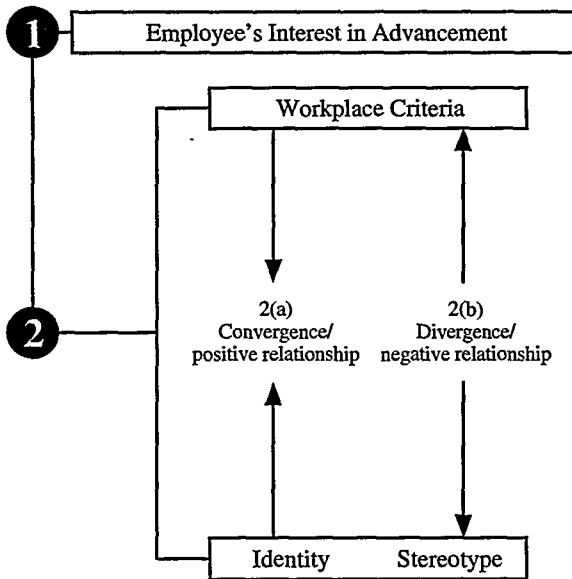 1 Employee's Interest in Advancement
Workplace Criteria
2
2(a)
Convergence/
positive relationship
2(b)
Divergence/
negative relationship
Identity Stereotype